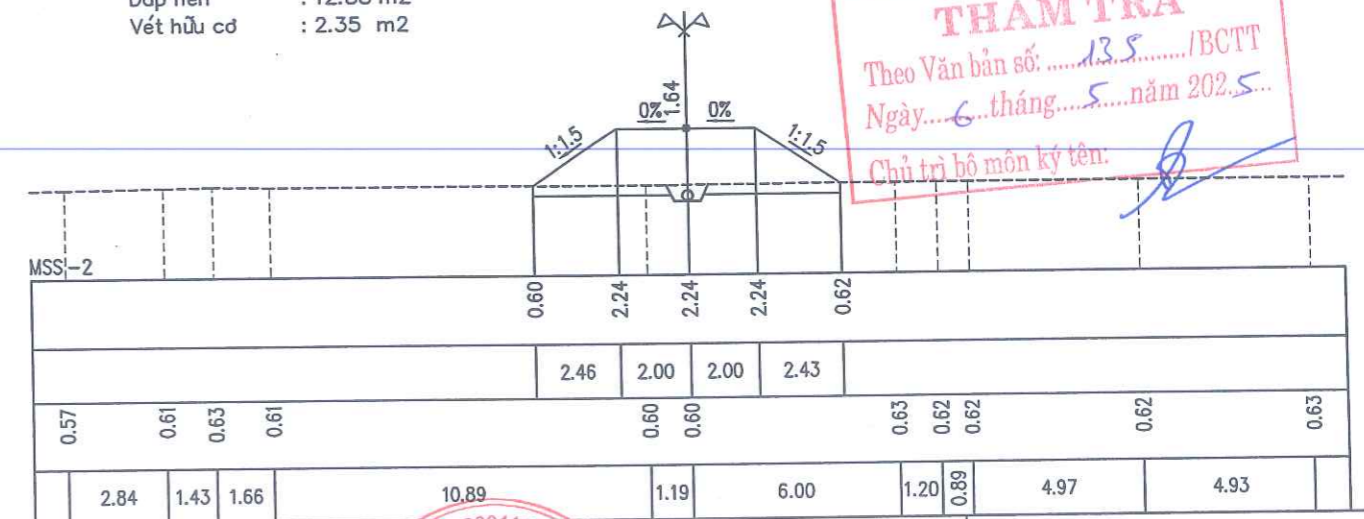 Đắp nền : 12.88 m2
Vét hữu cơ : 2.35 m2
THẨM TRA
Theo Văn bản số: 135 /BCTT
Ngày 6 tháng 5 năm 2025
Chủ trì bộ môn ký tên:
1:1.5 0% 1.64 0% 1:1.5
MSS -2
0.60 2.24 2.24 2.24 0.62
2.46 2.00 2.00 2.43
0.57 0.61 0.63 0.61 0.60 0.60 0.63 0.62 0.62 0.62 0.63
2.84 1.43 1.66 10.89 1.19 6.00 1.20 0.89 4.97 4.93